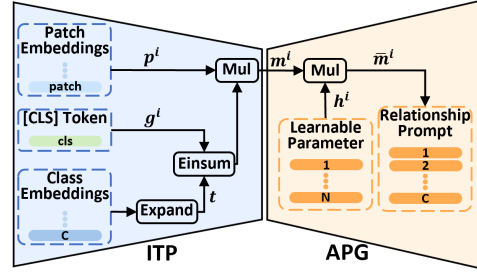 Patch
Embeddings
patch
p^i
Mul
m^i
Mul
m̄^i
[CLS] Token
cls
g^i
Einsum
h^i
Learnable
Parameter
1
N
Relationship
Prompt
1
2
C
Class
Embeddings
C
Expand
t
ITP
APG